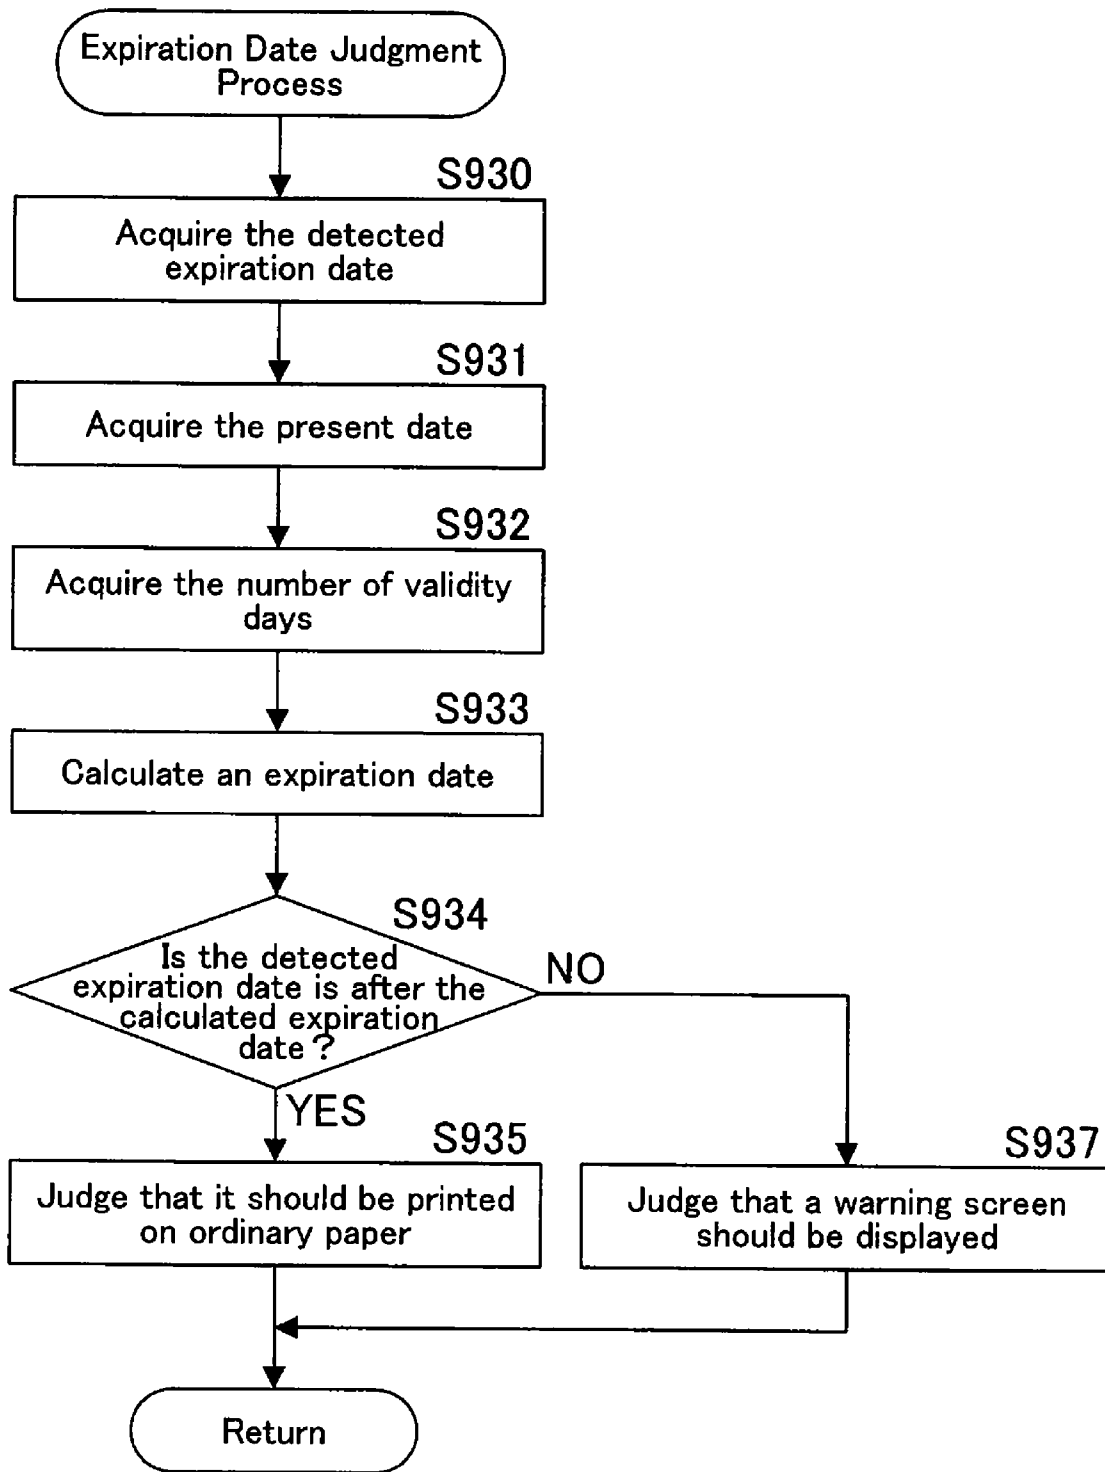 Expiration Date Judgment
Process
S930
Acquire the detected
expiration date
S931
Acquire the present date
S932
Acquire the number of validity
days
S933
Calculate an expiration date
S934
Is the detected
expiration date is after the
calculated expiration
date?
NO
YES
S935
Judge that it should be printed
on ordinary paper
S937
Judge that a warning screen
should be displayed
Return